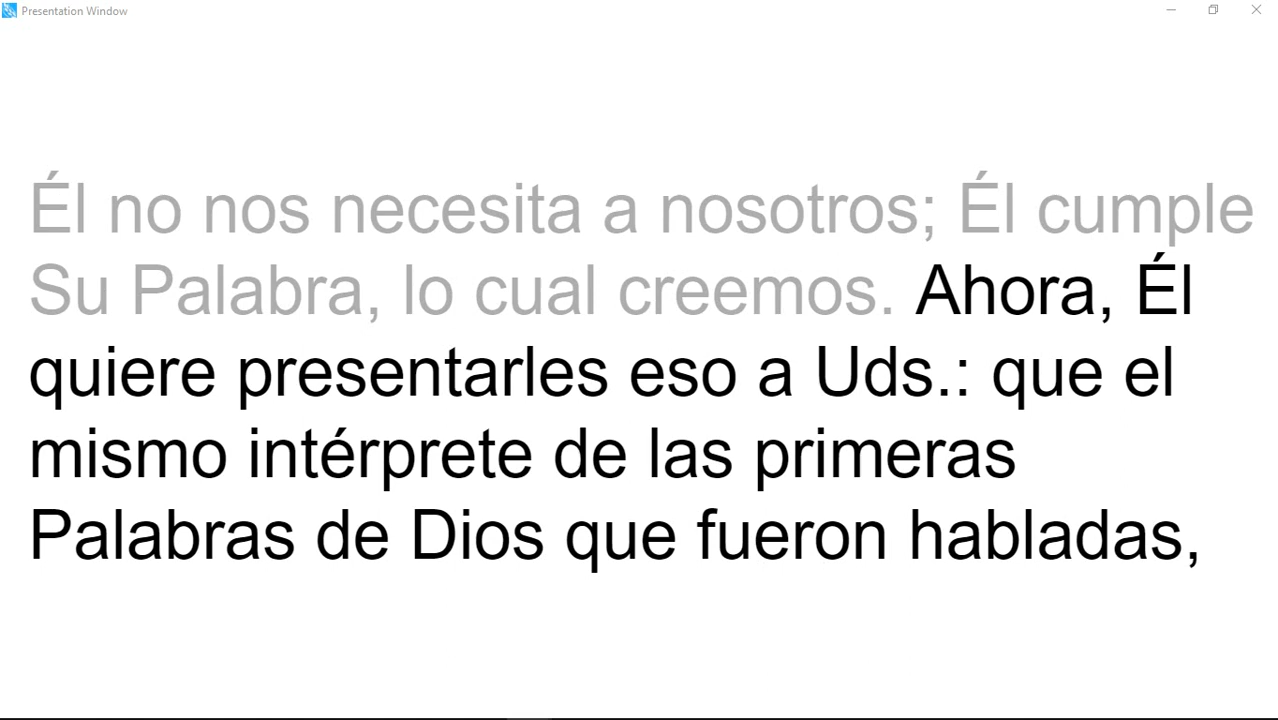 Presentation Window
Él no nos necesita a nosotros; Él cumple
Su Palabra, lo cual creemos. Ahora, Él
quiere presentarles eso a Uds.: que el
mismo intérprete de las primeras
Palabras de Dios que fueron habladas,